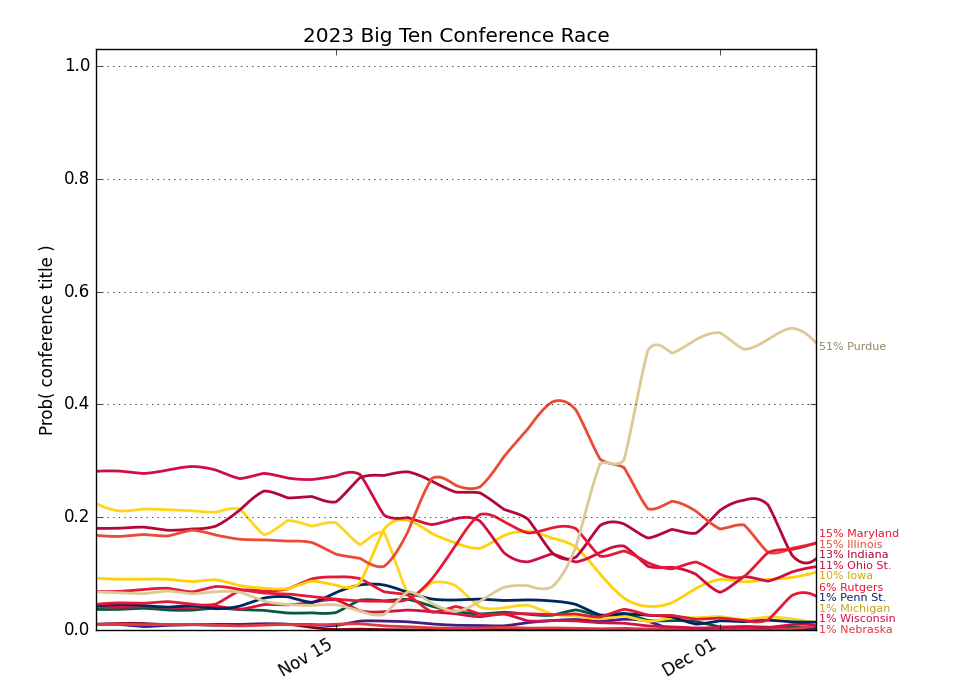 2023 Big Ten Conference Race
Prob( conference title )
1.0
0.8
0.6
0.4
0.2
0.0
Nov 15
Dec 01
51% Purdue
15% Maryland
15% Illinois
13% Indiana
11% Ohio St.
10% Iowa
6% Rutgers
1% Penn St.
1% Michigan
1% Wisconsin
1% Nebraska